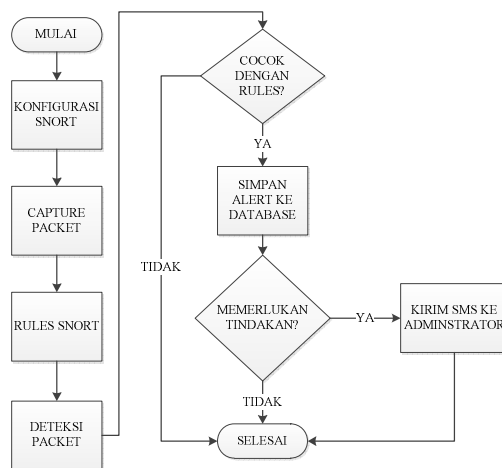 MULAI
KONFIGURASI
SNORT
CAPTURE
PACKET
RULES SNORT
DETEKSI
PACKET
COCOK
DENGAN
RULES?
YA
SIMPAN
ALERT KE
DATABASE
TIDAK
MEMERLUKAN
TINDAKAN?
YA
KIRIM SMS KE
ADMINSTRATOR
TIDAK
SELESAI